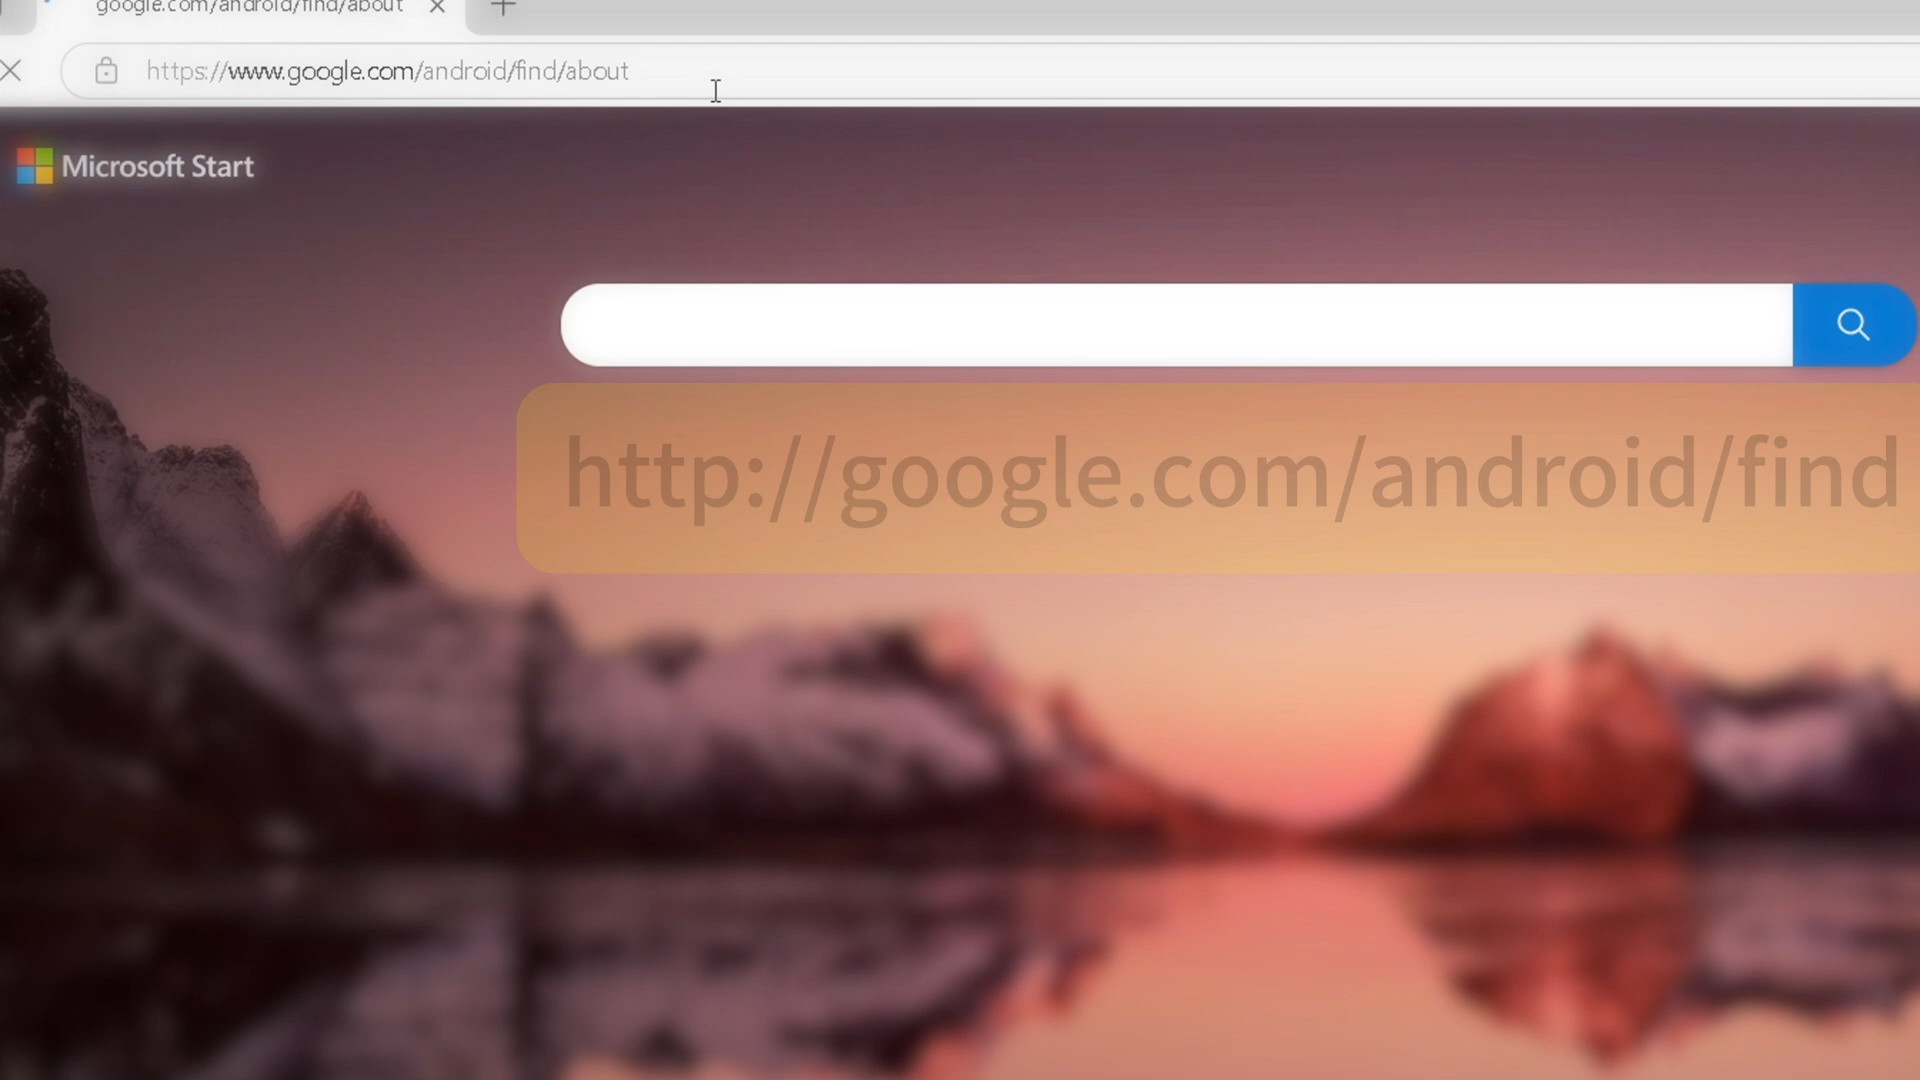 google.com/android/find/about
https://www.google.com/android/find/about
Microsoft Start
http://google.com/android/find